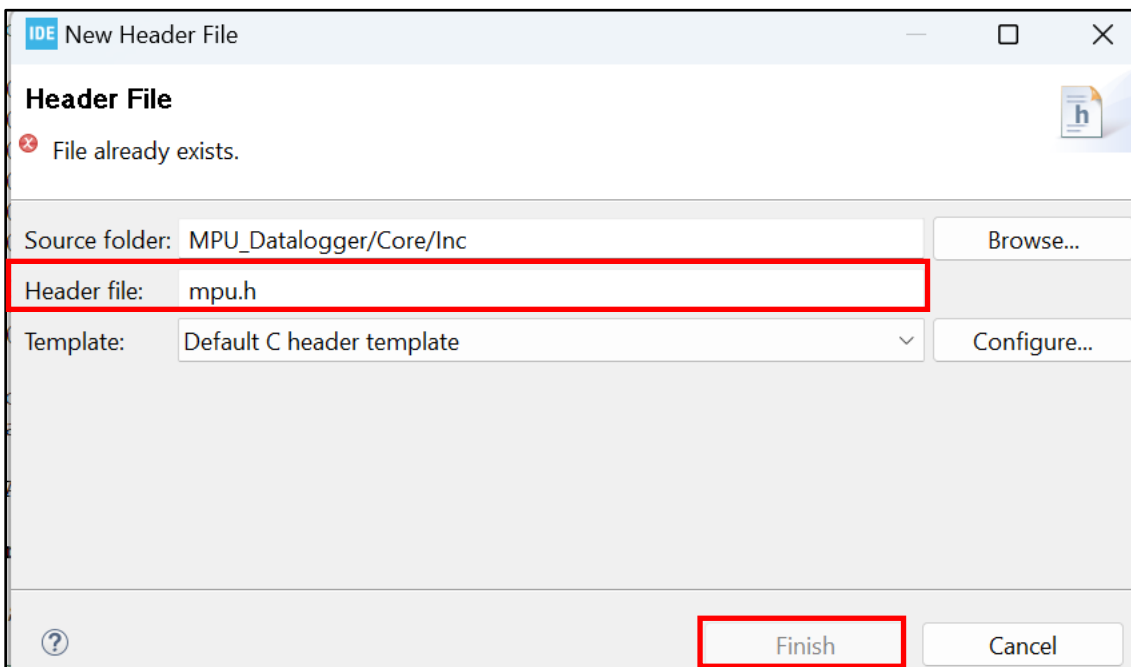 IDE New Header File
Header File
h
File already exists.
Source folder: MPU_Datalogger/Core/Inc Browse...
Header file: mpu.h
Template: Default C header template Configure...
? Finish Cancel